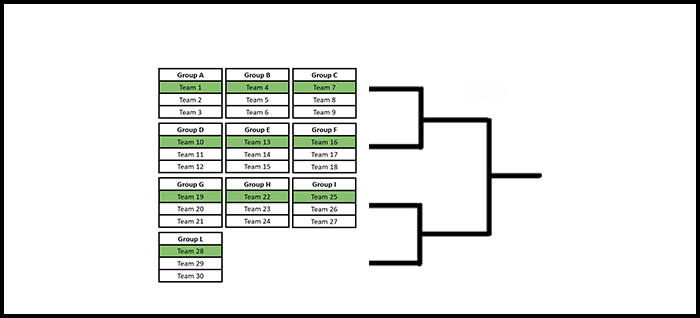 Group A
Team 1
Team 2
Team 3
Group B
Team 4
Team 5
Team 6
Group C
Team 7
Team 8
Team 9
Group D
Team 10
Team 11
Team 12
Group E
Team 13
Team 14
Team 15
Group F
Team 16
Team 17
Team 18
Group G
Team 19
Team 20
Team 21
Group H
Team 22
Team 23
Team 24
Group I
Team 25
Team 26
Team 27
Group L
Team 28
Team 29
Team 30